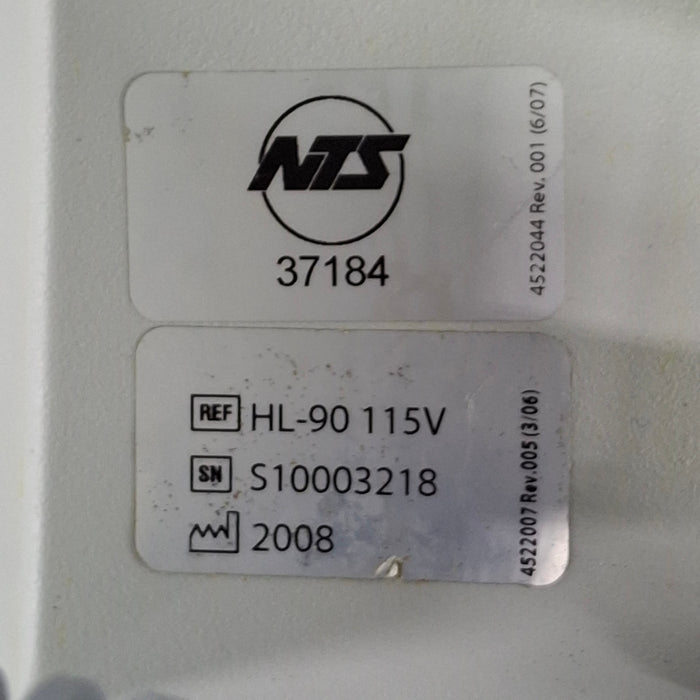 NTS
37184
4522044 Rev. 001 (6/07)
REF HL-90 115V
SN S10003218
2008
4522007 Rev.005 (3/06)